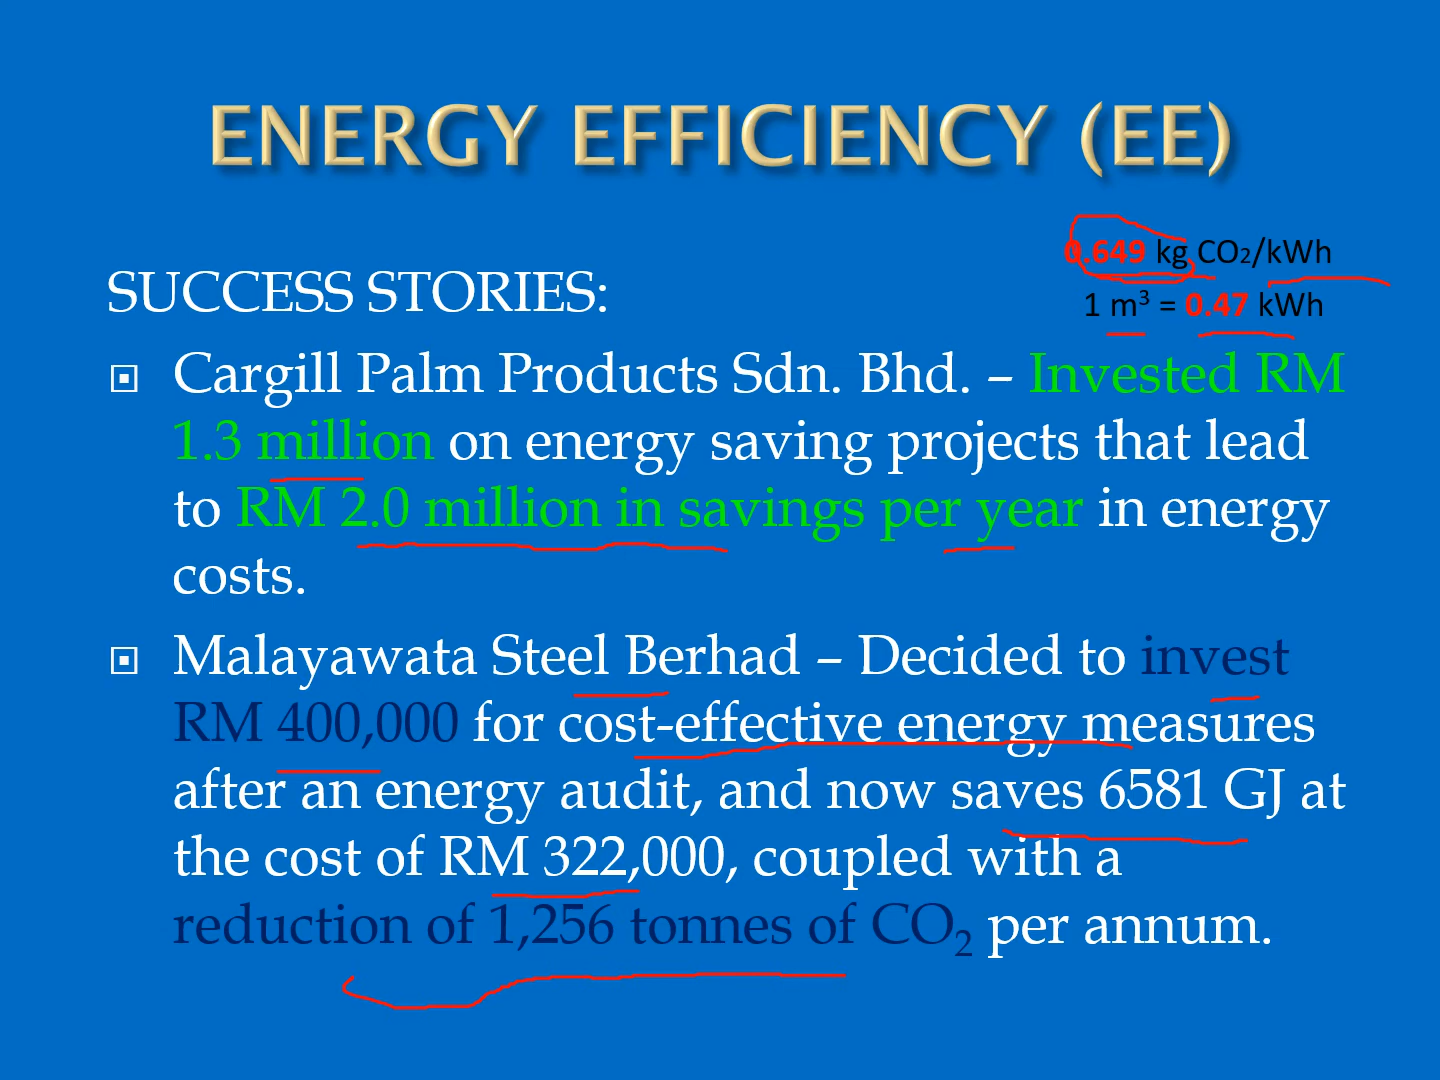 ENERGY EFFICIENCY (EE)
0.649 kg CO2/kWh
1 m³ = 0.47 kWh
SUCCESS STORIES:
Cargill Palm Products Sdn. Bhd. – Invested RM
1.3 million on energy saving projects that lead
to RM 2.0 million in savings per year in energy
costs.
Malayawata Steel Berhad – Decided to invest
RM 400,000 for cost-effective energy measures
after an energy audit, and now saves 6581 GJ at
the cost of RM 322,000, coupled with a
reduction of 1,256 tonnes of CO₂ per annum.